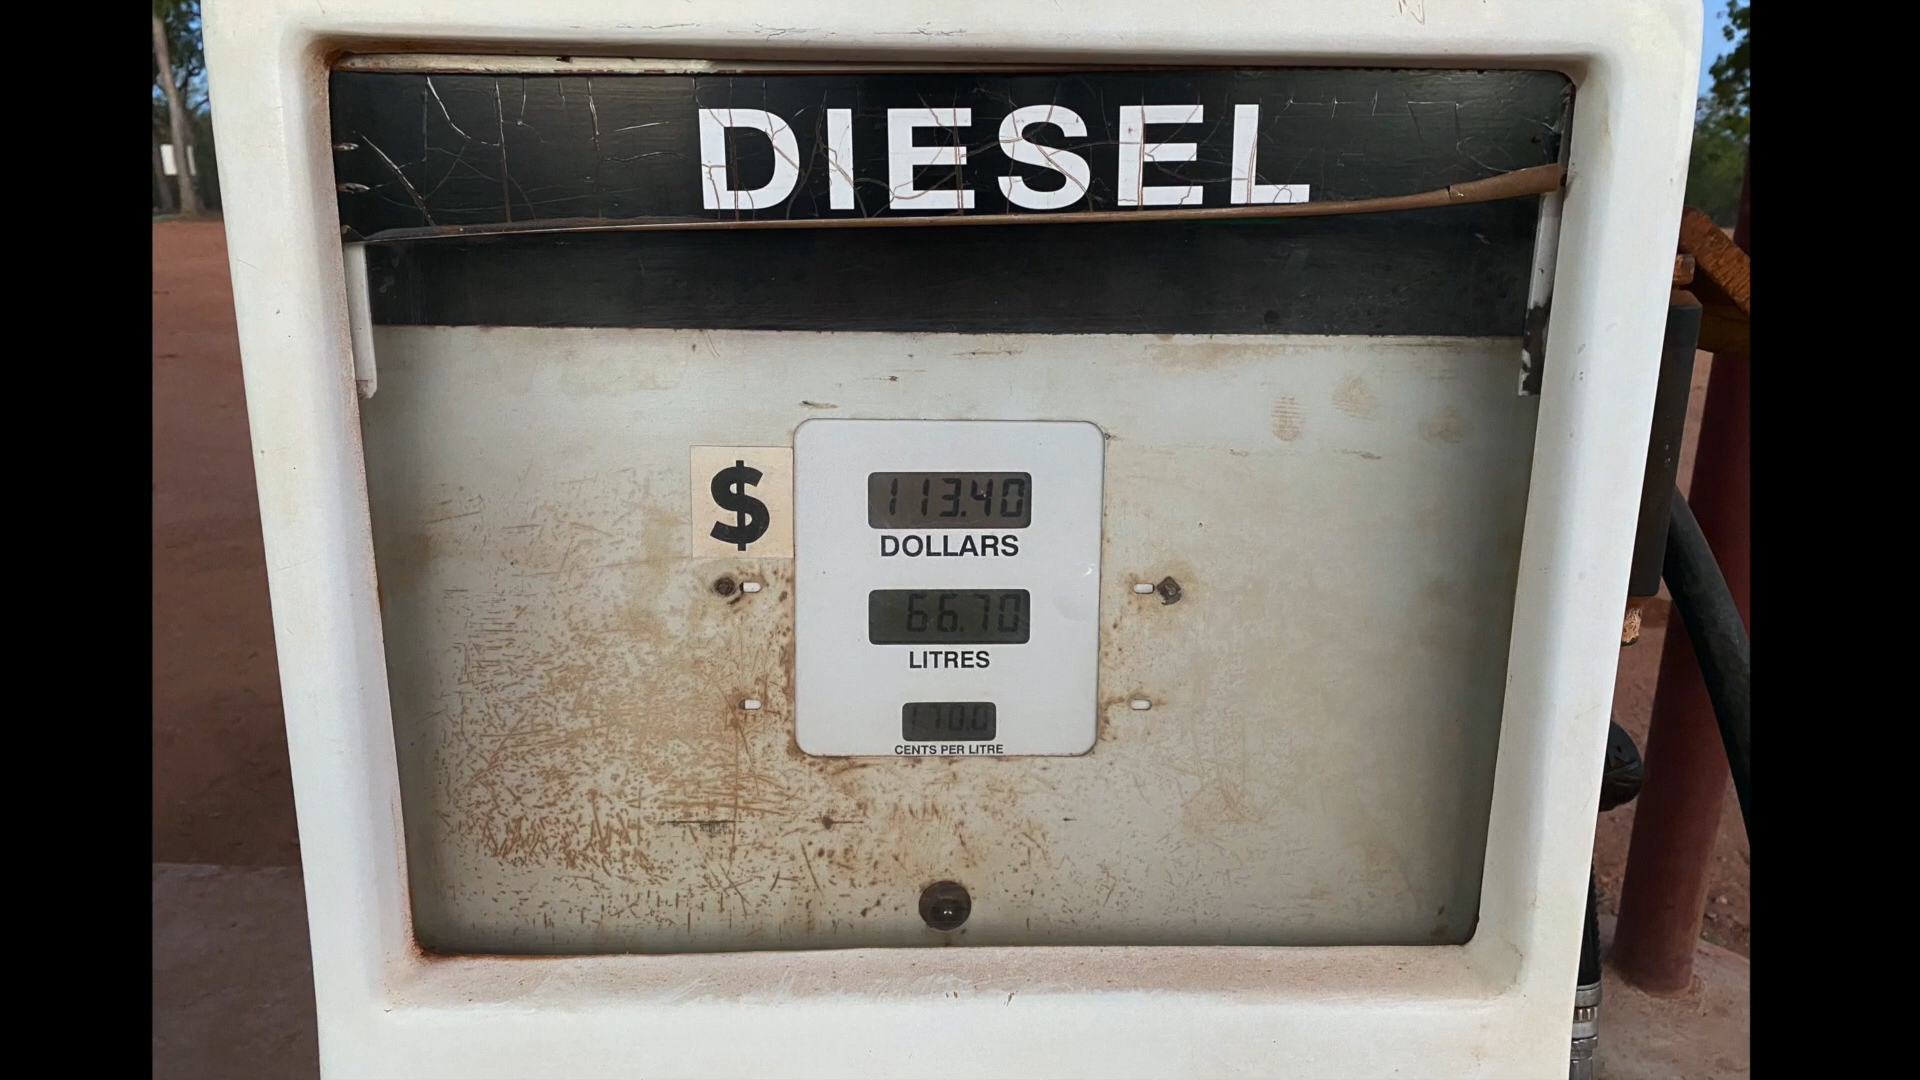 DIESEL
$
113.40
DOLLARS
66.70
LITRES
170.0
CENTS PER LITRE